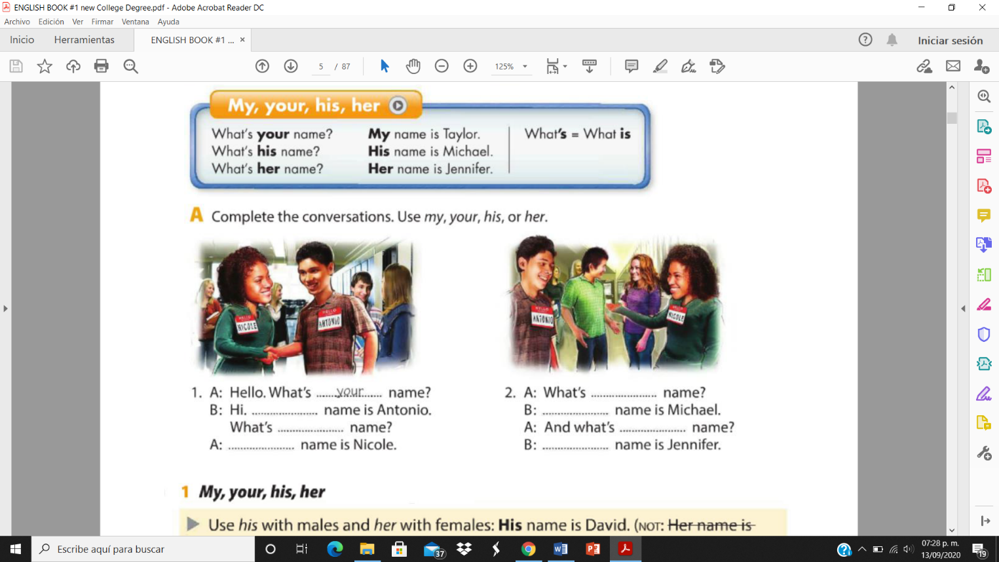 ENGLISH BOOK #1 new College Degree.pdf - Adobe Acrobat Reader DC
Archivo Edición Ver Firmar Ventana Ayuda
Inicio Herramientas ENGLISH BOOK #1 ... × Iniciar sesión
5 / 87 125%
My, your, his, her
What's your name? My name is Taylor. What's = What is
What's his name? His name is Michael.
What's her name? Her name is Jennifer.
A Complete the conversations. Use my, your, his, or her.
HELLO
NICOLE
HELLO
ANTONIO
HELLO
ANTONIO
HELLO
NICOLE
1. A: Hello. What's ......your...... name?
B: Hi. ...................... name is Antonio.
What's ...................... name?
A: ...................... name is Nicole.
2. A: What's ...................... name?
B: ...................... name is Michael.
A: And what's ...................... name?
B: ...................... name is Jennifer.
1 My, your, his, her
Use his with males and her with females: His name is David. (NOT: Her name is
Escribe aquí para buscar
37
07:28 p. m.
13/09/2020
19